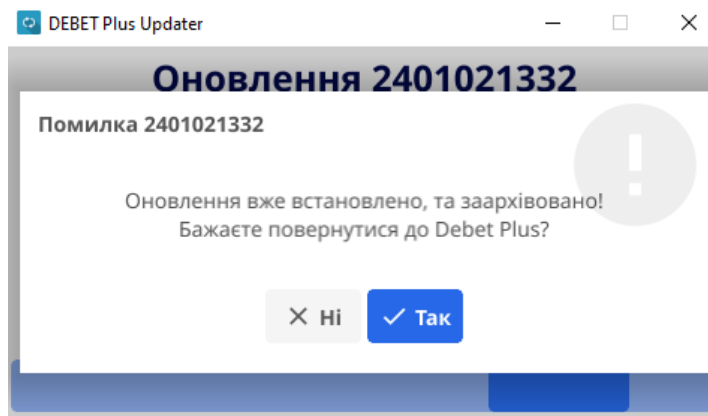 DEBET Plus Updater
Оновлення 2401021332
Помилка 2401021332
Оновлення вже встановлено, та заархівовано!
Бажаєте повернутися до Debet Plus?
Ні
Так